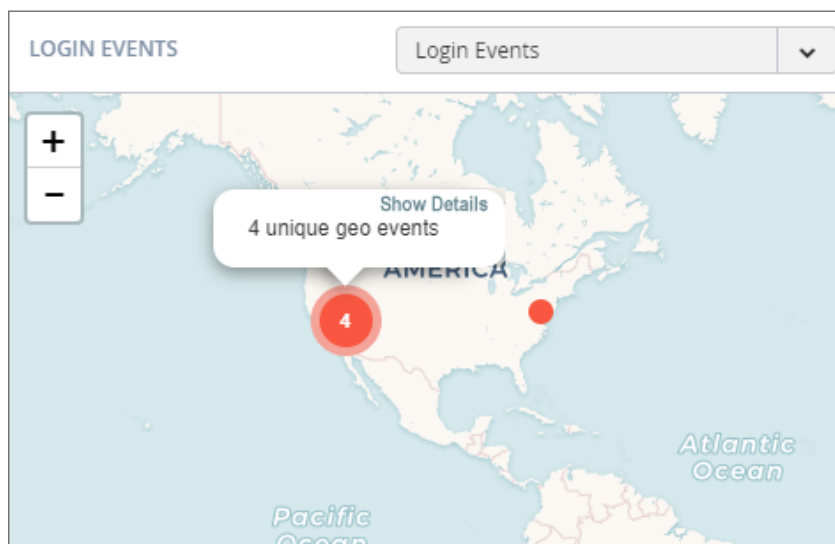 LOGIN EVENTS
Login Events
+
−
Show Details
4 unique geo events
AMERICA
4
Atlantic
Ocean
Pacific
Ocean